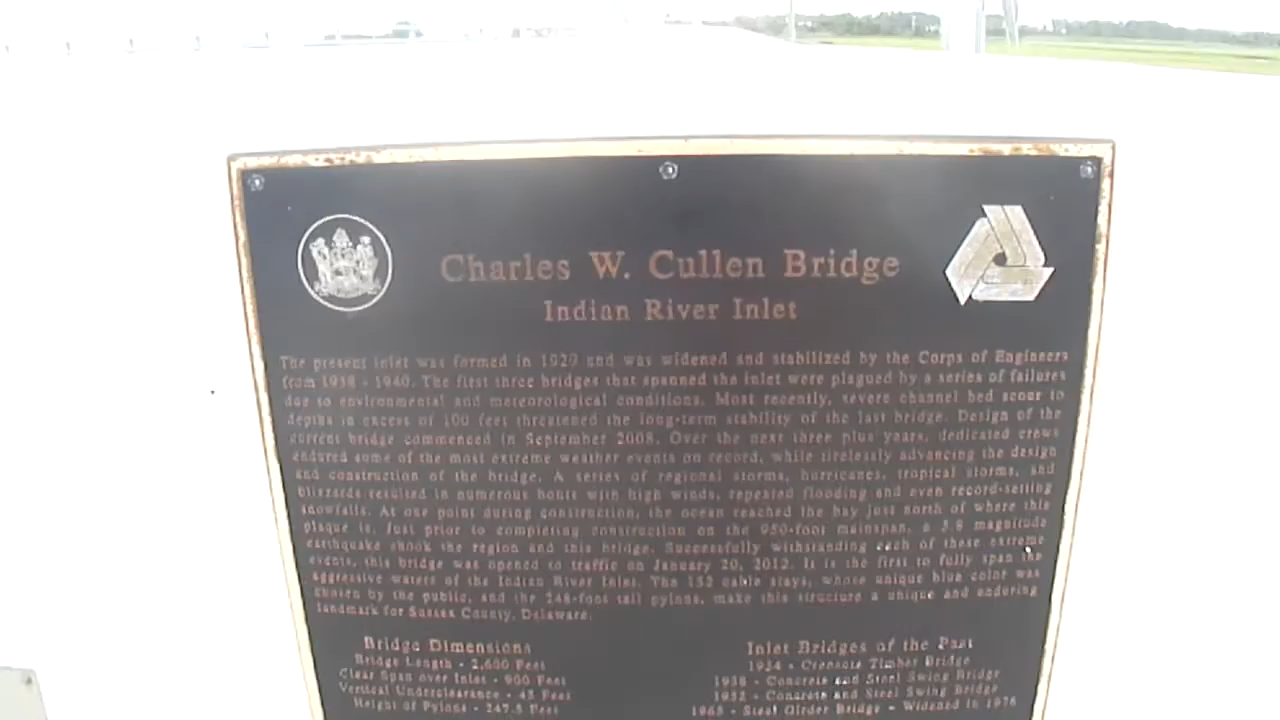 Charles W. Cullen Bridge
Indian River Inlet
The present inlet was formed in 1929 and was widened and stabilized by the Corps of Engineers
from 1938 - 1940. The first three bridges that spanned the inlet were plagued by a series of failures
due to environmental and meteorological conditions. Most recently, severe channel bed scour to
depths in excess of 100 feet threatened the long-term stability of the last bridge. Design of the
current bridge commenced in September 2008. Over the next three plus years, dedicated crews
endured some of the most extreme weather events on record, while tirelessly advancing the design
and construction of the bridge. A series of regional storms, hurricanes, tropical storms, and
blizzards resulted in numerous bouts with high winds, repeated flooding and even record-setting
snowfalls. At one point during construction, the ocean reached the bay just north of where this
plaque is. Just prior to completing construction on the 950-foot mainspan, a 5.8 magnitude
earthquake shook the region and this bridge. Successfully withstanding each of these extreme
events, this bridge was opened to traffic on January 20, 2012. It is the first to fully span the
aggressive waters of the Indian River Inlet. The 152 cable stays, whose unique blue color was
chosen by the public, and the 248-foot tall pylons, make this structure a unique and enduring
landmark for Sussex County, Delaware.
Bridge Dimensions
Bridge Length - 2,600 Feet
Clear Span over Inlet - 900 Feet
Vertical Underclearance - 45 Feet
Height of Pylons - 247.5 Feet
Inlet Bridges of the Past
1934 - Creosote Timber Bridge
1938 - Concrete and Steel Swing Bridge
1952 - Concrete and Steel Swing Bridge
1965 - Steel Girder Bridge - Widened in 1976